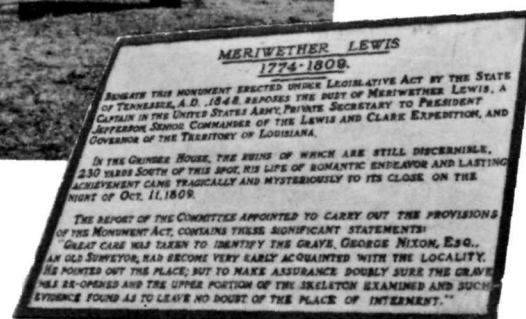 MERIWETHER LEWIS
1774-1809.
BENEATH THIS MONUMENT ERECTED UNDER LEGISLATIVE ACT BY THE STATE
OF TENNESSEE, A.D. 1848, REPOSES THE DUST OF MERIWETHER LEWIS, A
CAPTAIN IN THE UNITED STATES ARMY, PRIVATE SECRETARY TO PRESIDENT
JEFFERSON SENIOR COMMANDER OF THE LEWIS AND CLARK EXPEDITION, AND
GOVERNOR OF THE TERRITORY OF LOUISIANA.
IN THE GRINDER HOUSE, THE RUINS OF WHICH ARE STILL DISCERNIBLE,
230 YARDS SOUTH OF THIS SPOT, HIS LIFE OF ROMANTIC ENDEAVOR AND LASTING
ACHIEVEMENT CAME TRAGICALLY AND MYSTERIOUSLY TO ITS CLOSE ON THE
NIGHT OF OCT. 11, 1809.
THE REPORT OF THE COMMITTEE APPOINTED TO CARRY OUT THE PROVISIONS
OF THE MONUMENT ACT, CONTAINS THESE SIGNIFICANT STATEMENTS:
"GREAT CARE WAS TAKEN TO IDENTIFY THE GRAVE. GEORGE NIXON, ESQ.,
AN OLD SURVEYOR, HAD BECOME VERY EARLY ACQUAINTED WITH THE LOCALITY.
HE POINTED OUT THE PLACE; BUT TO MAKE ASSURANCE DOUBLY SURE THE GRAVE
WAS RE-OPENED AND THE UPPER PORTION OF THE SKELETON EXAMINED AND SUCH
EVIDENCE FOUND AS TO LEAVE NO DOUBT OF THE PLACE OF INTERMENT."